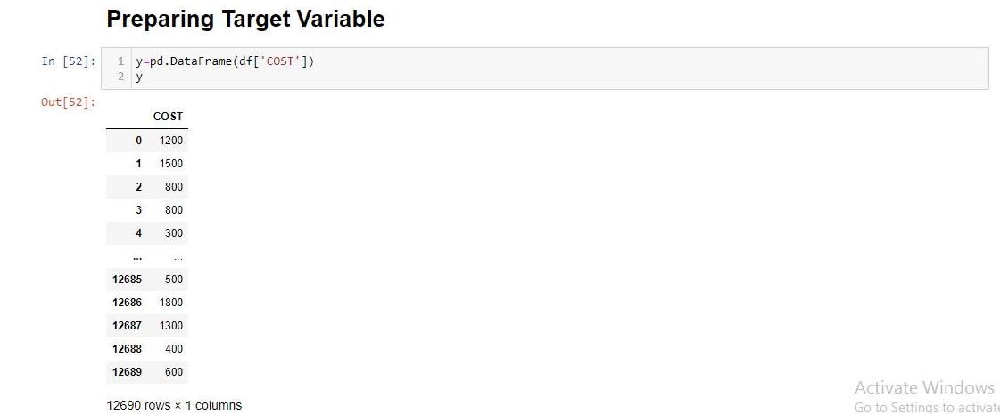 Preparing Target Variable
In [52]:
1 y=pd.DataFrame(df['COST'])
2 y
Out[52]:
COST
0 1200
1 1500
2 800
3 800
4 300
... ...
12685 500
12686 1800
12687 1300
12688 400
12689 600
12690 rows × 1 columns
Activate Windows
Go to Settings to activate